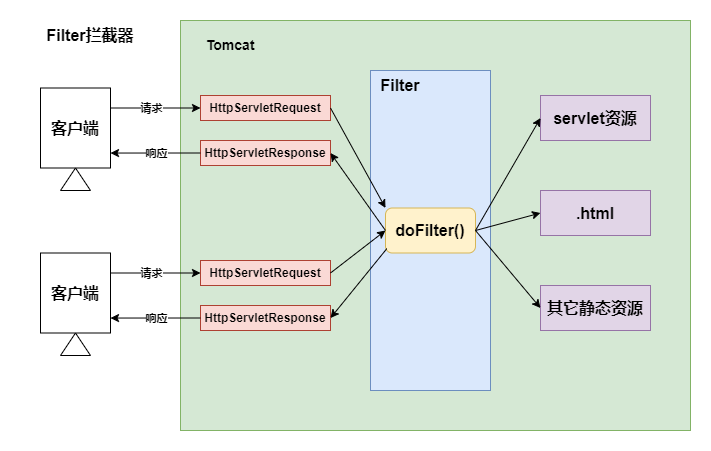 Filter拦截器
Tomcat
Filter
客户端
请求
响应
HttpServletRequest
HttpServletResponse
doFilter()
servlet资源
.html
其它静态资源
客户端
请求
响应
HttpServletRequest
HttpServletResponse